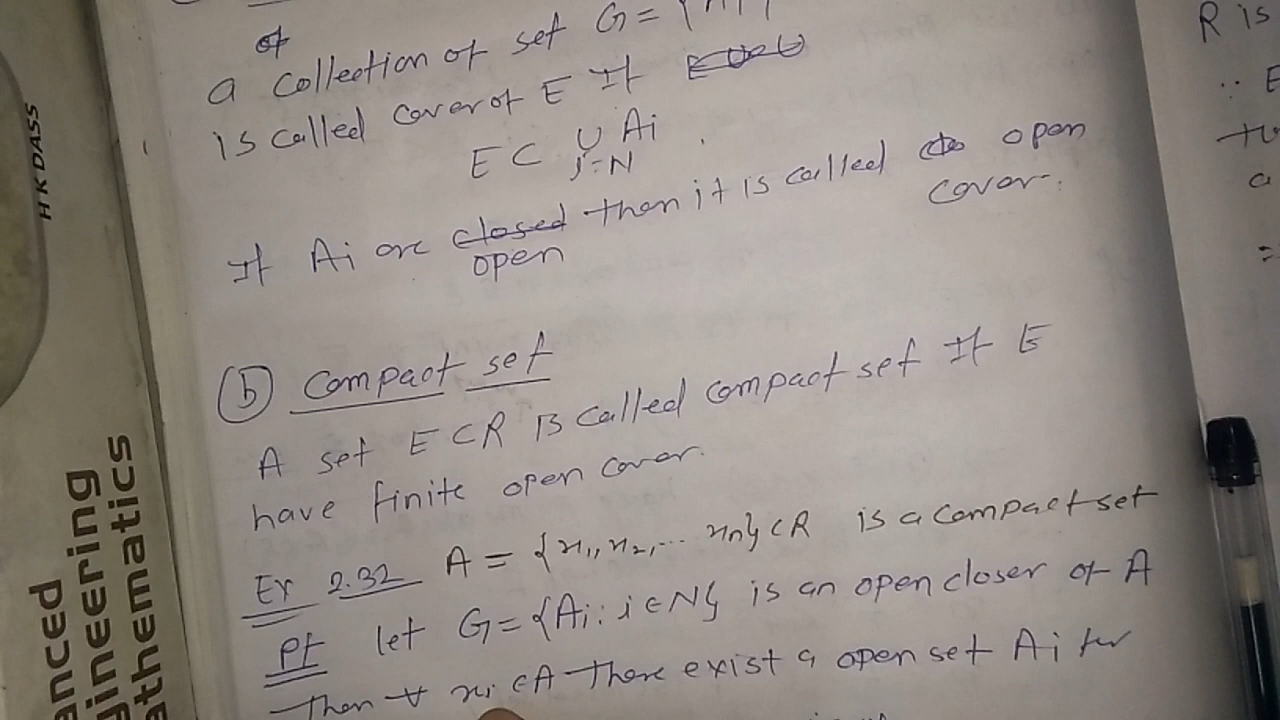 of
a collection of set G = {
is called cover of E If
E ⊂ ∪ Ai .
i=N
If Ai are closed then it is called open
open cover.
(5) Compact set
A set E ⊂ R is called compact set If E
have finite open cover.
Ex 2.32 A = {x1, x2, ... xn} ⊂ R is a compact set
Pf let G = {Ai : i ∈ N} is an open closer of A
Then ∀ xi ∈ A there exist a open set Ai for
R is
∵ E
a
H K DASS
anced
gineering
athematics